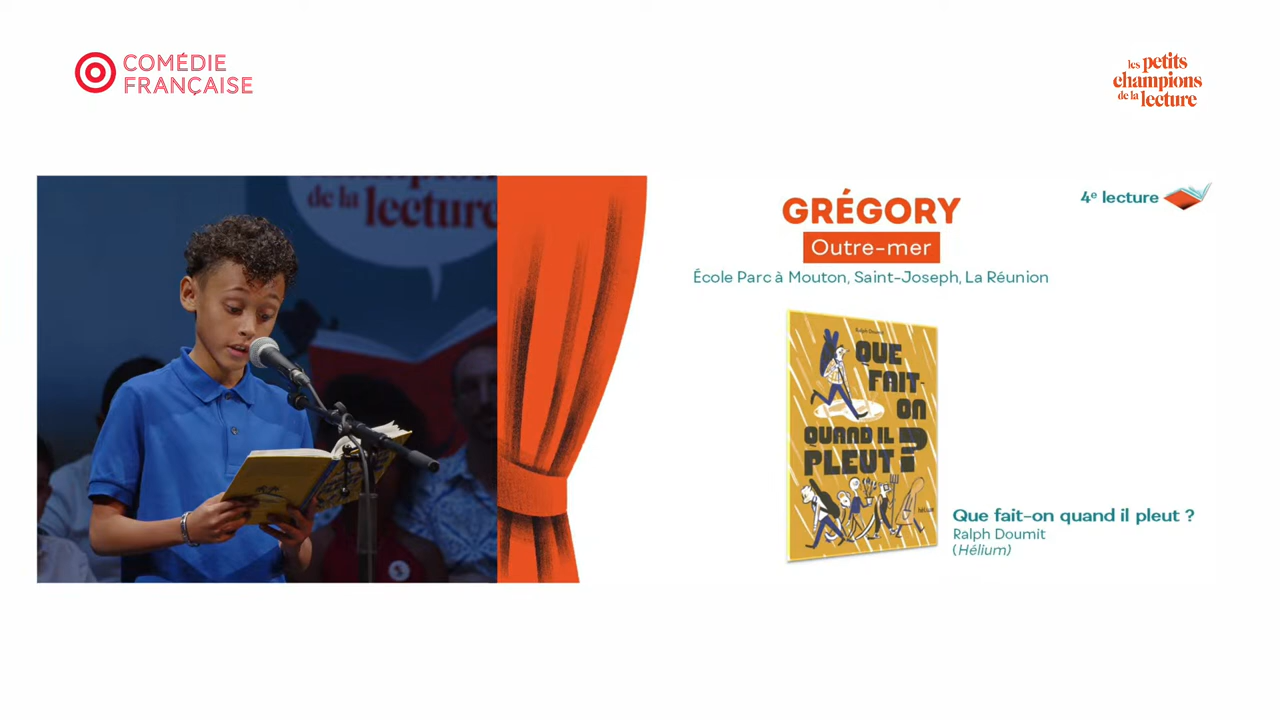 COMÉDIE
FRANÇAISE
les petits
champions
de la lecture
champions
de la lecture
GRÉGORY
4e lecture
Outre-mer
École Parc à Mouton, Saint-Joseph, La Réunion
Ralph Doumit
QUE
FAIT-
ON
QUAND IL
PLEUT ?
hélium
Que fait-on quand il pleut ?
Ralph Doumit
(Hélium)